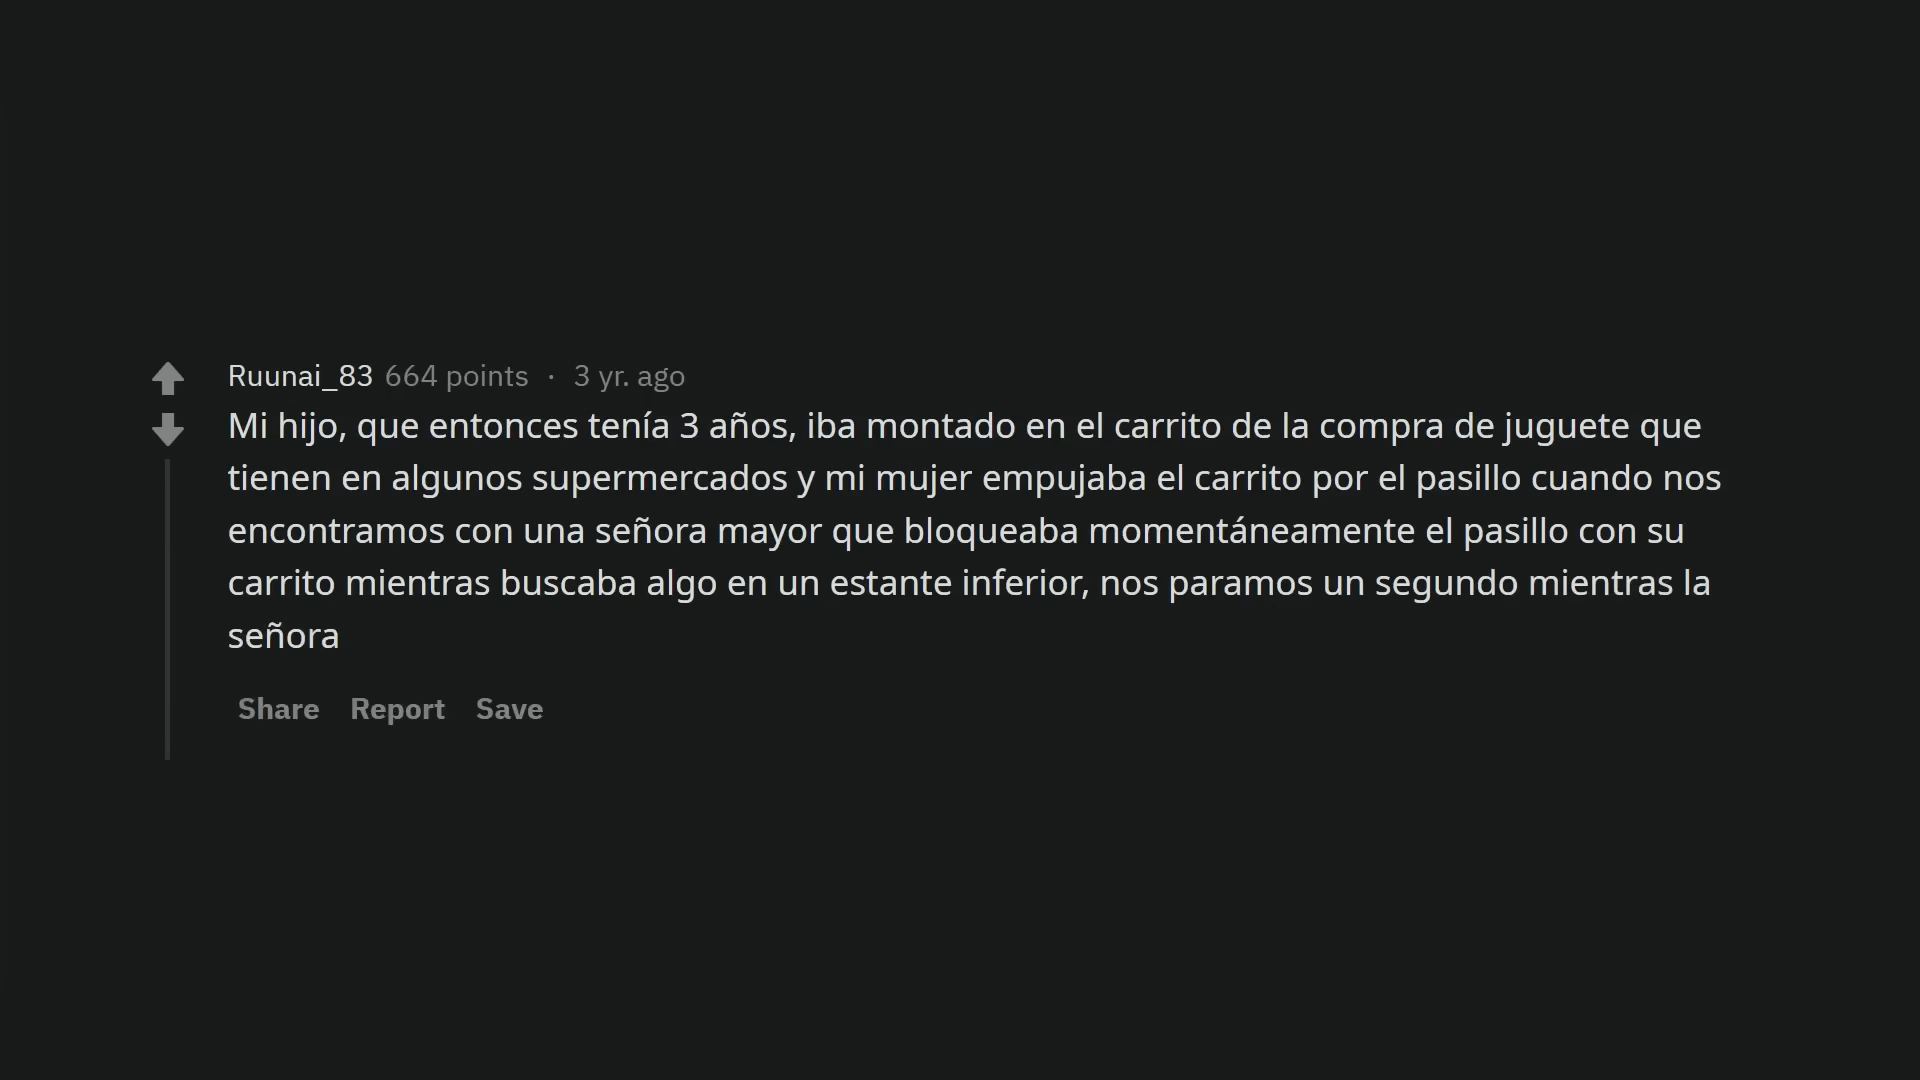 Ruunai_83 664 points · 3 yr. ago
Mi hijo, que entonces tenía 3 años, iba montado en el carrito de la compra de juguete que
tienen en algunos supermercados y mi mujer empujaba el carrito por el pasillo cuando nos
encontramos con una señora mayor que bloqueaba momentáneamente el pasillo con su
carrito mientras buscaba algo en un estante inferior, nos paramos un segundo mientras la
señora
Share Report Save